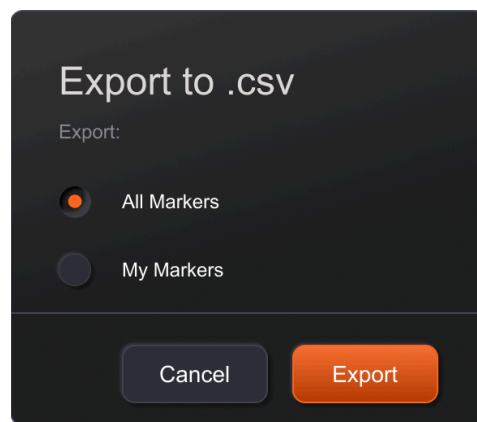 Export to .csv
Export:
All Markers
My Markers
Cancel Export